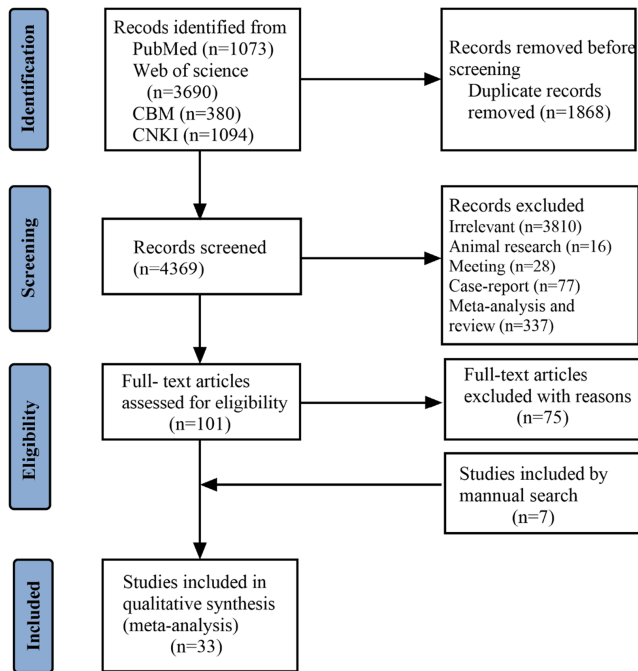 Identification
Recods identified from
PubMed (n=1073)
Web of science
(n=3690)
CBM (n=380)
CNKI (n=1094)
Records removed before
screening
Duplicate records
removed (n=1868)
Screening
Records screened
(n=4369)
Records excluded
Irrelevant (n=3810)
Animal research (n=16)
Meeting (n=28)
Case-report (n=77)
Meta-analysis and
review (n=337)
Eligibility
Full- text articles
assessed for eligibility
(n=101)
Full-text articles
excluded with reasons
(n=75)
Studies included by
mannual search
(n=7)
Included
Studies included in
qualitative synthesis
(meta-analysis)
(n=33)